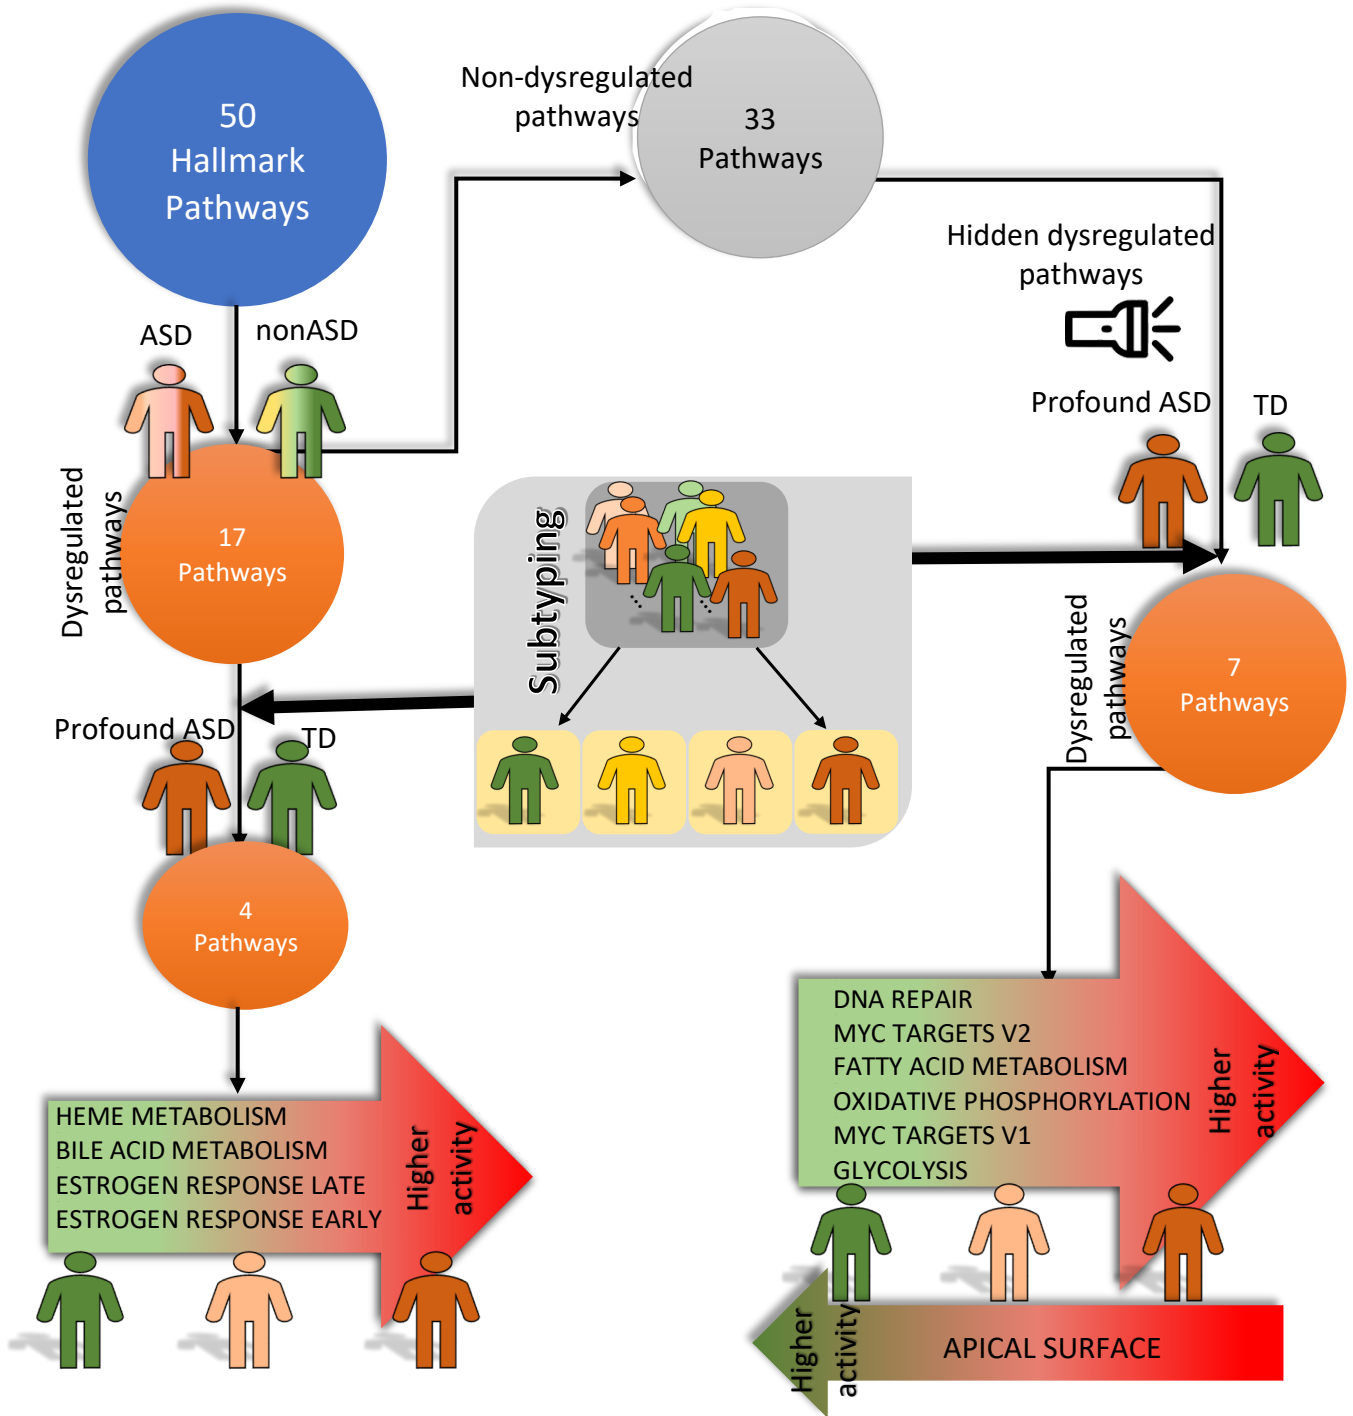 50
Hallmark
Pathways
Non-dysregulated
pathways
33
Pathways
Hidden dysregulated
pathways
ASD
nonASD
Profound ASD
TD
Dysregulated
pathways
17
Pathways
Subtyping
Dysregulated
pathways
7
Pathways
Profound ASD
TD
4
Pathways
HEME METABOLISM
BILE ACID METABOLISM
ESTROGEN RESPONSE LATE
ESTROGEN RESPONSE EARLY
Higher
activity
DNA REPAIR
MYC TARGETS V2
FATTY ACID METABOLISM
OXIDATIVE PHOSPHORYLATION
MYC TARGETS V1
GLYCOLYSIS
Higher
activity
Higher
activity
APICAL SURFACE